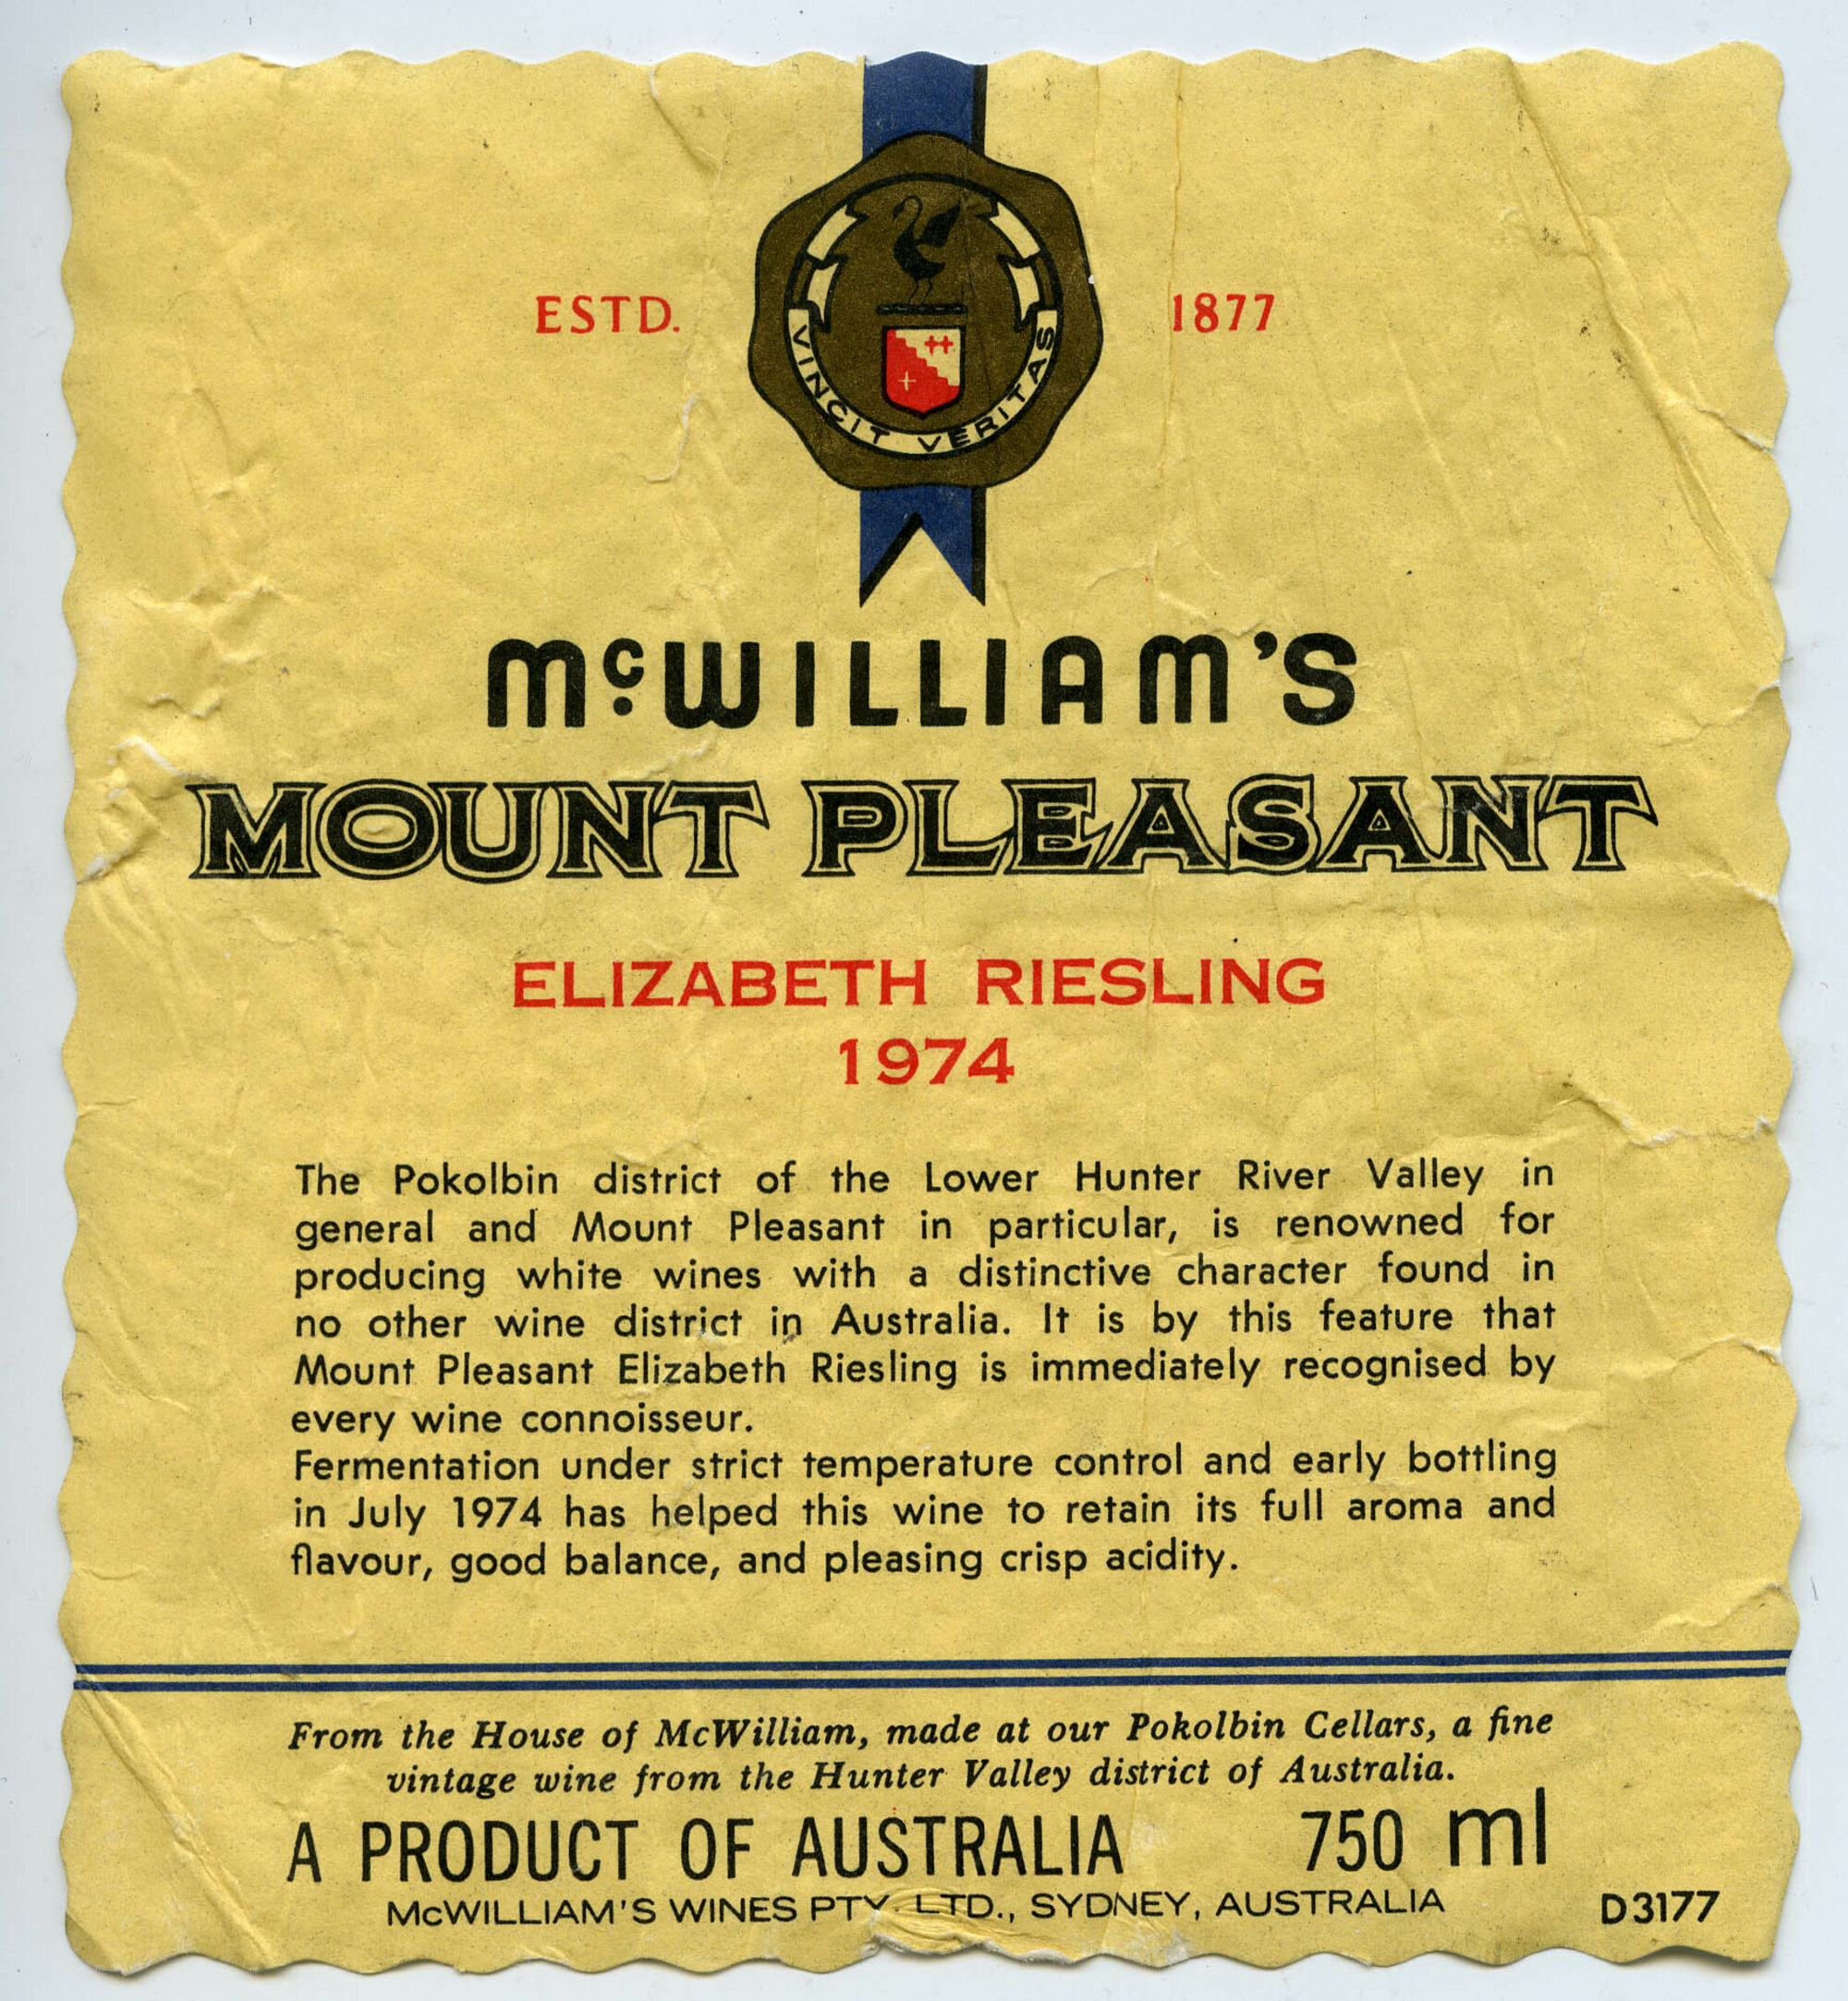 ESTD. 1877
VINCIT VERITAS
McWILLIAM'S
MOUNT PLEASANT
ELIZABETH RIESLING
1974
The Pokolbin district of the Lower Hunter River Valley in
general and Mount Pleasant in particular, is renowned for
producing white wines with a distinctive character found in
no other wine district in Australia. It is by this feature that
Mount Pleasant Elizabeth Riesling is immediately recognised by
every wine connoisseur.
Fermentation under strict temperature control and early bottling
in July 1974 has helped this wine to retain its full aroma and
flavour, good balance, and pleasing crisp acidity.
From the House of McWilliam, made at our Pokolbin Cellars, a fine
vintage wine from the Hunter Valley district of Australia.
A PRODUCT OF AUSTRALIA 750 ml
McWILLIAM'S WINES PTY. LTD., SYDNEY, AUSTRALIA D3177